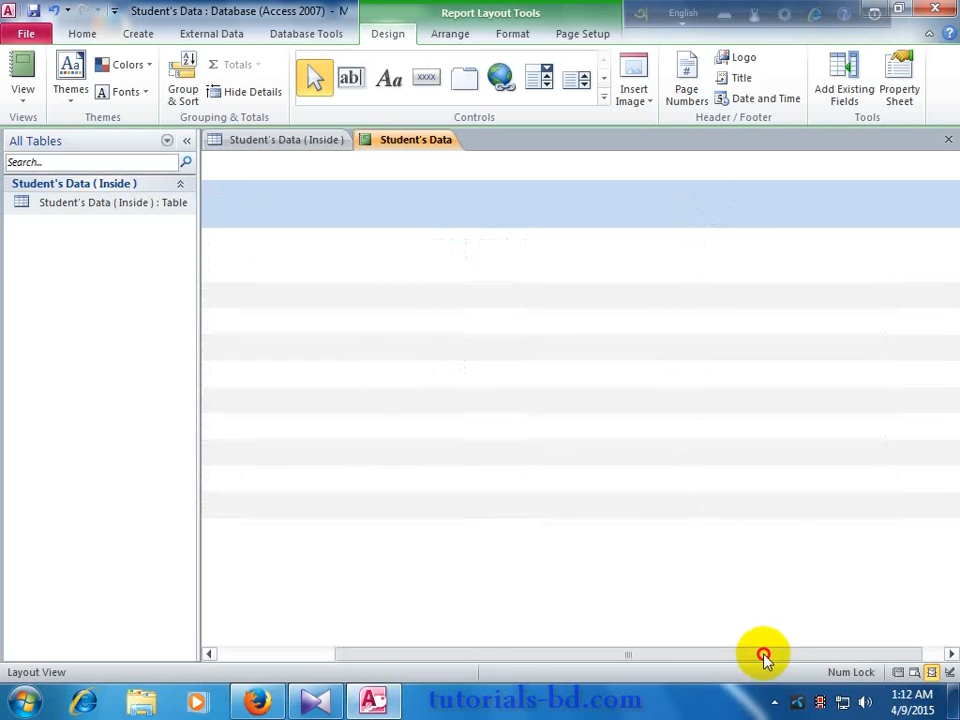 Student's Data : Database (Access 2007) - M
Report Layout Tools
English
File
Home
Create
External Data
Database Tools
Design
Arrange
Format
Page Setup
View
Views
Themes
Colors
Fonts
Themes
Group & Sort
Totals
Hide Details
Grouping & Totals
ab
Aa
xxxx
Controls
Insert Image
Page Numbers
Logo
Title
Date and Time
Header / Footer
Add Existing Fields
Property Sheet
Tools
All Tables
Search...
Student's Data ( Inside )
Student's Data ( Inside ) : Table
Student's Data ( Inside )
Student's Data
Layout View
Num Lock
tutorials-bd.com
1:12 AM
4/9/2015